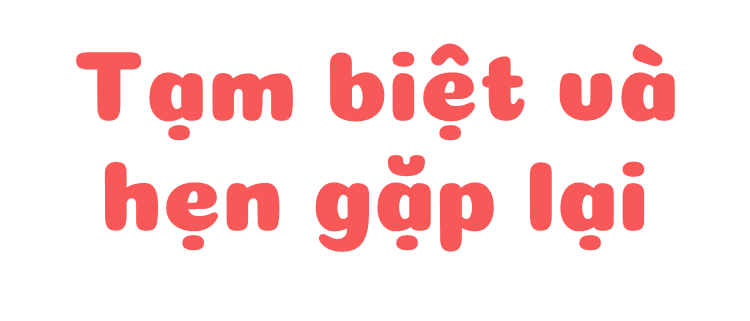 Tạm biệt và
hẹn gặp lại